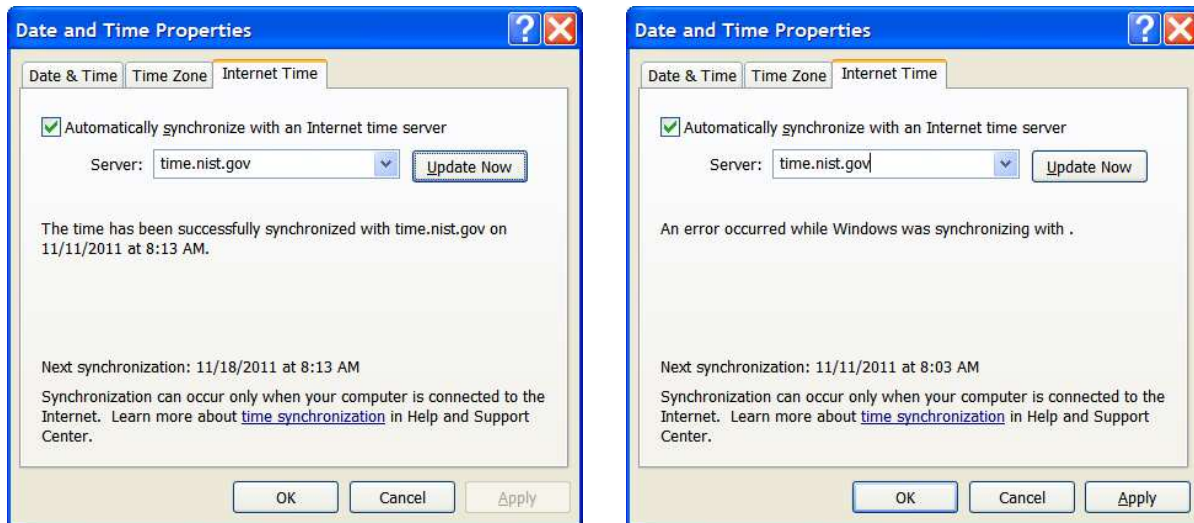 Date and Time Properties
?
Date & Time
Time Zone
Internet Time
Automatically synchronize with an Internet time server
Server:
time.nist.gov
Update Now
The time has been successfully synchronized with time.nist.gov on
11/11/2011 at 8:13 AM.
Next synchronization: 11/18/2011 at 8:13 AM
Synchronization can occur only when your computer is connected to the
Internet. Learn more about time synchronization in Help and Support
Center.
OK
Cancel
Apply
Date and Time Properties
?
Date & Time
Time Zone
Internet Time
Automatically synchronize with an Internet time server
Server:
time.nist.gov
Update Now
An error occurred while Windows was synchronizing with .
Next synchronization: 11/11/2011 at 8:03 AM
Synchronization can occur only when your computer is connected to the
Internet. Learn more about time synchronization in Help and Support
Center.
OK
Cancel
Apply